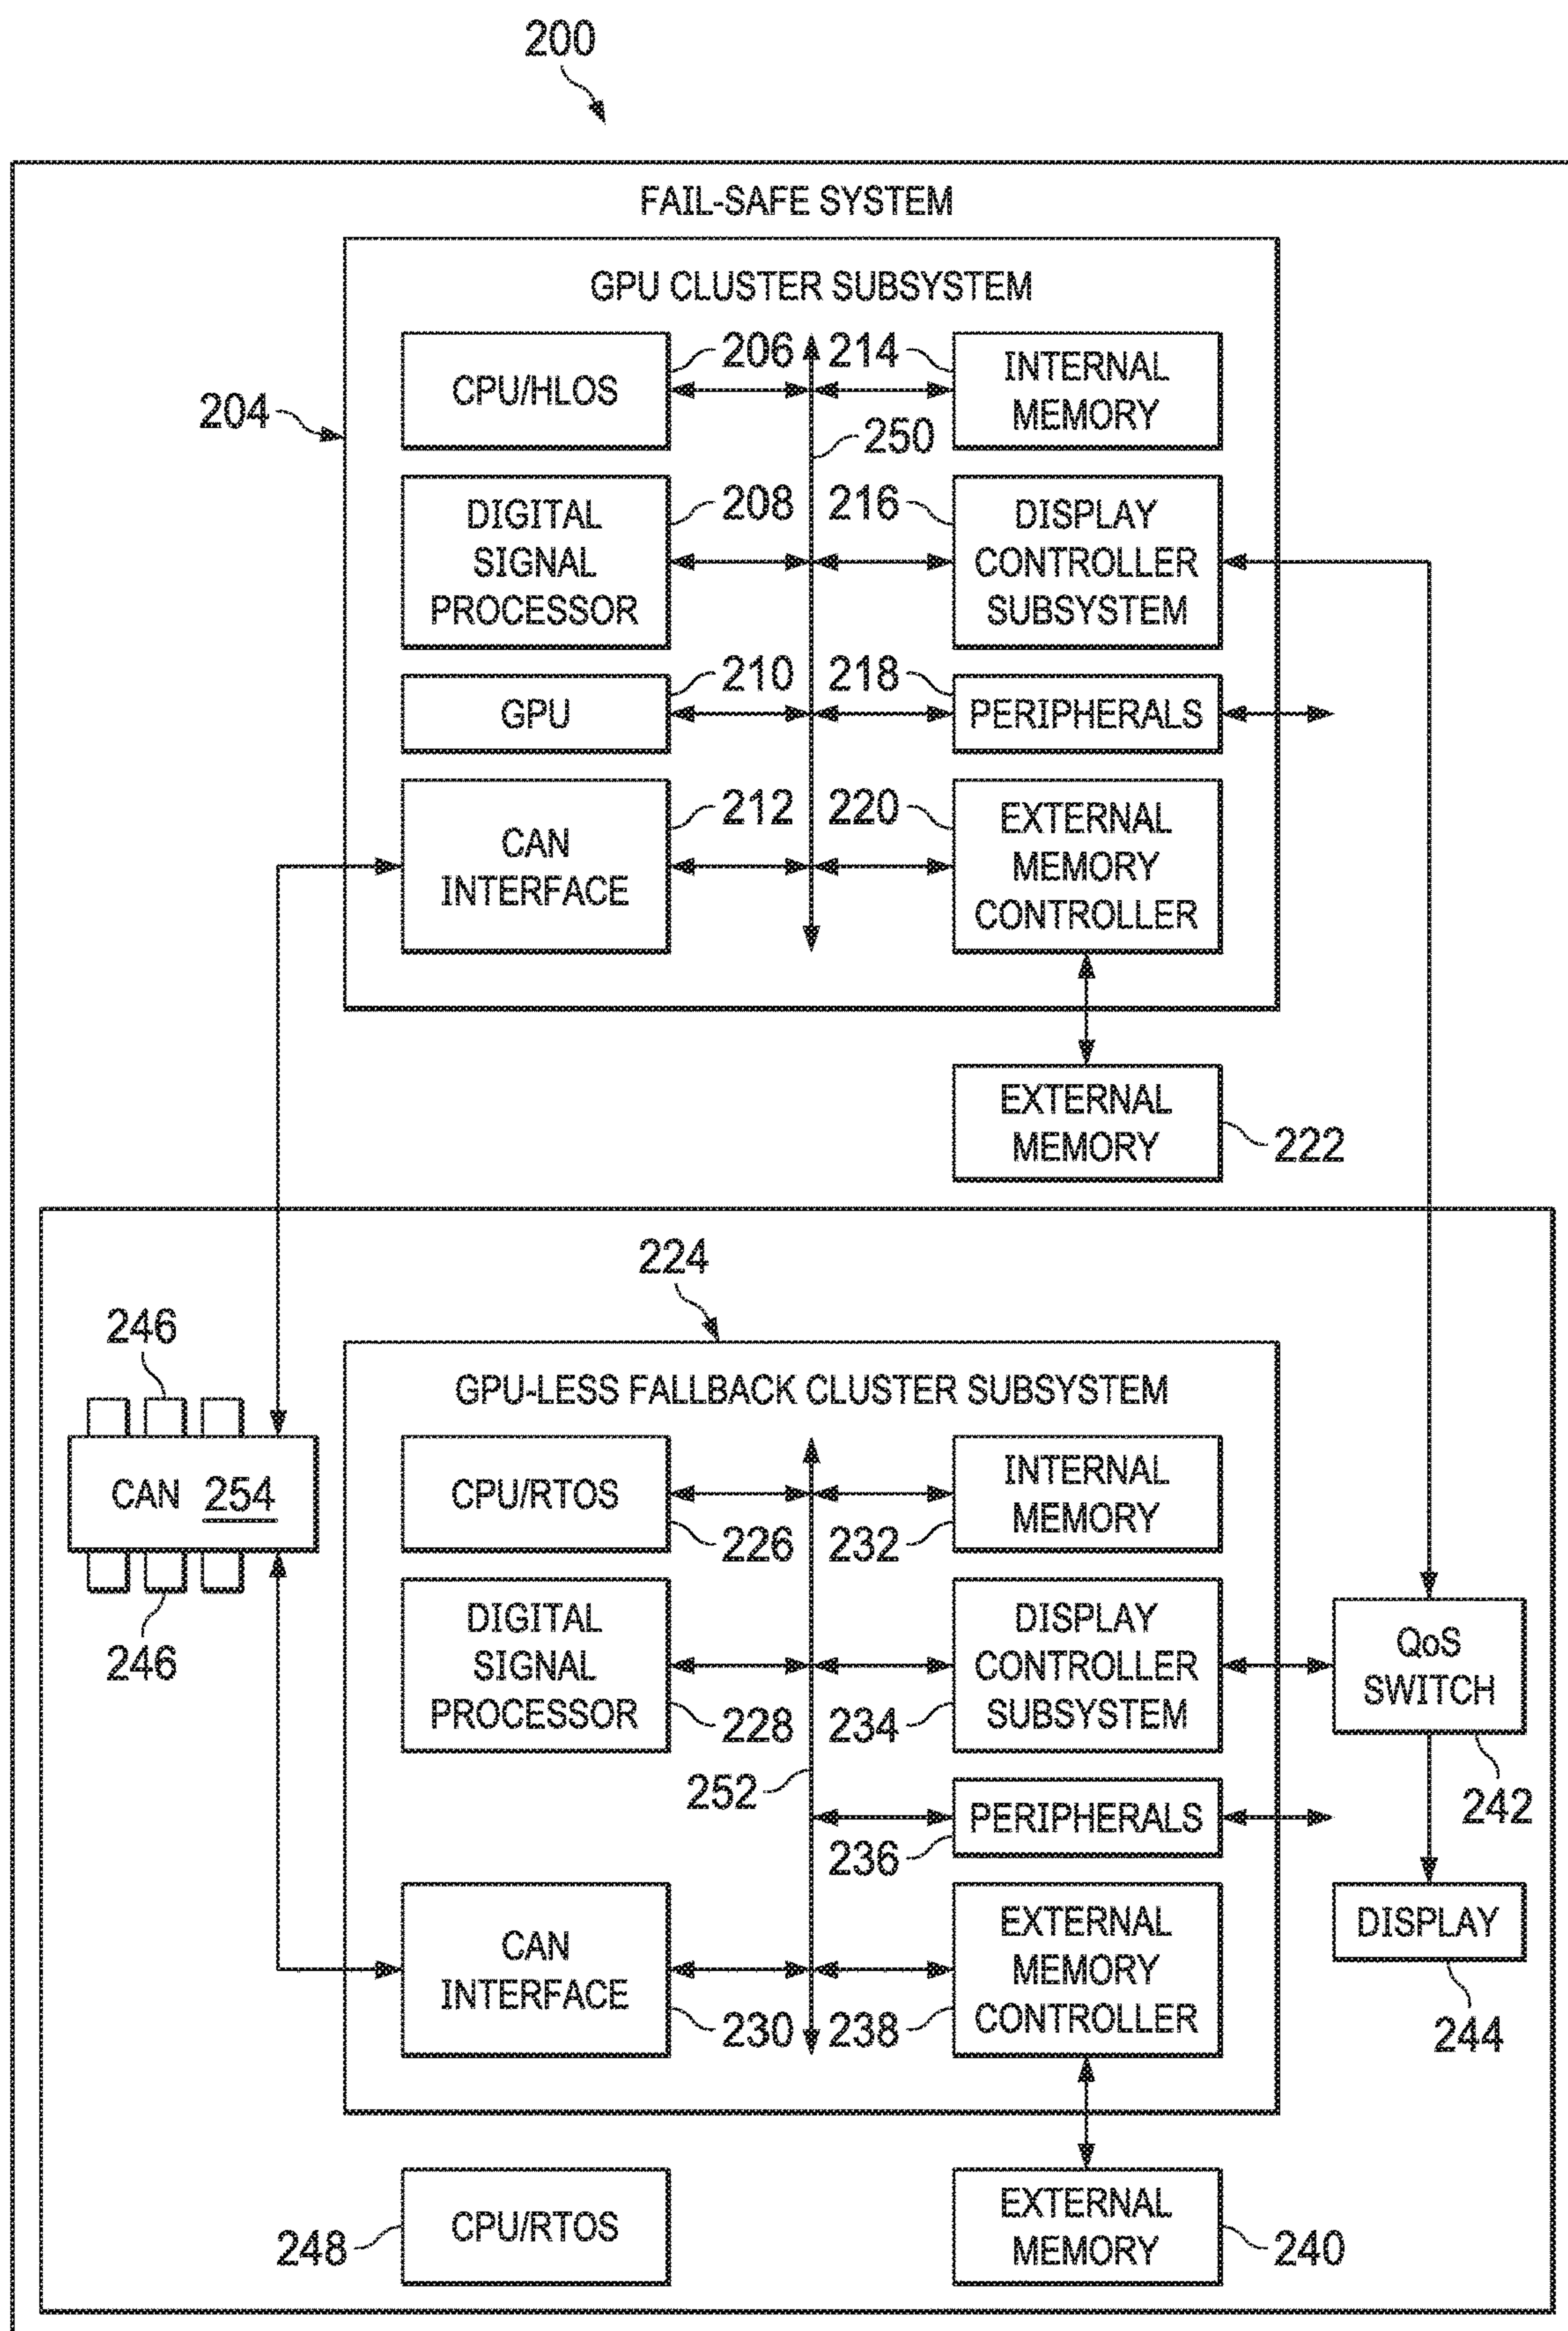 200
FAIL-SAFE SYSTEM
GPU CLUSTER SUBSYSTEM
204
CPU/HLOS
206
214
INTERNAL
MEMORY
250
DIGITAL
SIGNAL
PROCESSOR
208
216
DISPLAY
CONTROLLER
SUBSYSTEM
GPU
210
218
PERIPHERALS
CAN
INTERFACE
212
220
EXTERNAL
MEMORY
CONTROLLER
EXTERNAL
MEMORY
222
224
GPU-LESS FALLBACK CLUSTER SUBSYSTEM
246
CAN 254
246
CPU/RTOS
226
232
INTERNAL
MEMORY
DIGITAL
SIGNAL
PROCESSOR
228
234
DISPLAY
CONTROLLER
SUBSYSTEM
QoS
SWITCH
242
252
236
PERIPHERALS
DISPLAY
244
CAN
INTERFACE
230
238
EXTERNAL
MEMORY
CONTROLLER
248
CPU/RTOS
EXTERNAL
MEMORY
240